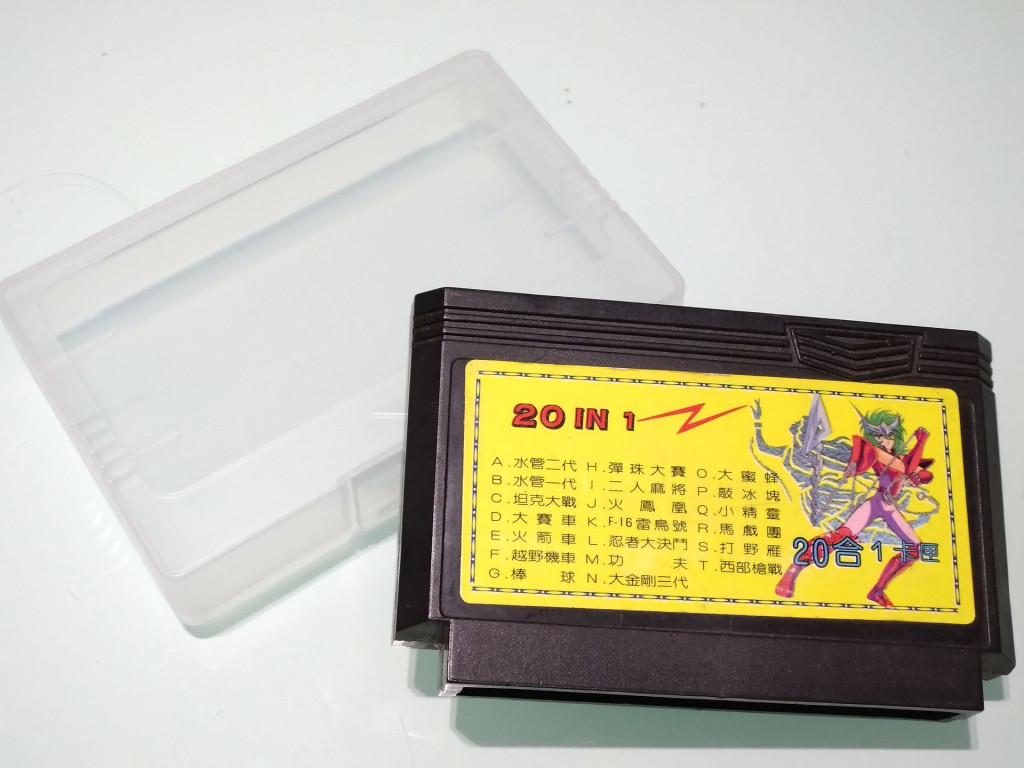 20 IN 1
A.水管二代 H.彈珠大賽 O.大蜜蜂
B.水管一代 I.二人麻將 P.敲冰塊
C.坦克大戰 J.火鳳凰 Q.小精靈
D.大賽車 K.F-16雷鳥號 R.馬戲團
E.火箭車 L.忍者大決鬥 S.打野雁
F.越野機車 M.功夫 T.西部槍戰
G.棒球 N.大金剛三代
20合1卡匣